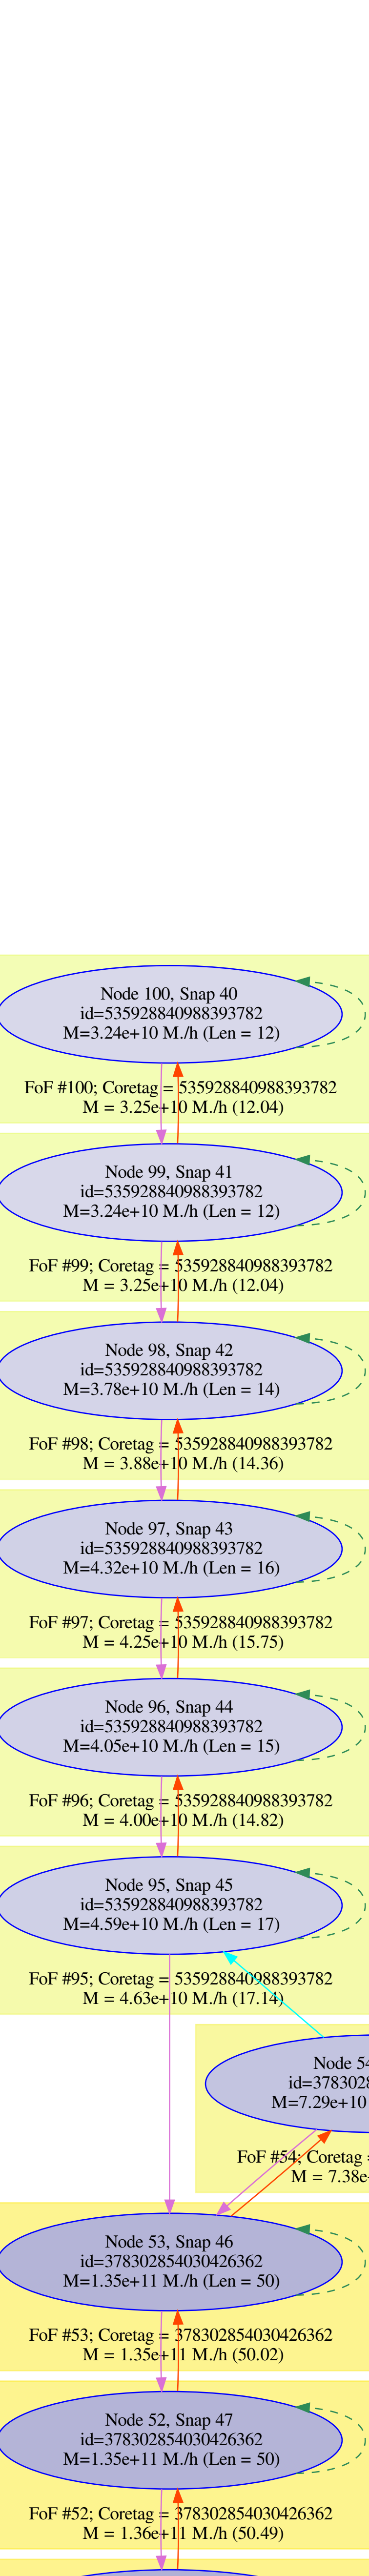 Node 100, Snap 40
id=535928840988393782
M=3.24e+10 M./h (Len = 12)
FoF #100; Coretag = 535928840988393782
M = 3.25e+10 M./h (12.04)
Node 99, Snap 41
id=535928840988393782
M=3.24e+10 M./h (Len = 12)
FoF #99; Coretag = 535928840988393782
M = 3.25e+10 M./h (12.04)
Node 98, Snap 42
id=535928840988393782
M=3.78e+10 M./h (Len = 14)
FoF #98; Coretag = 535928840988393782
M = 3.88e+10 M./h (14.36)
Node 97, Snap 43
id=535928840988393782
M=4.32e+10 M./h (Len = 16)
FoF #97; Coretag = 535928840988393782
M = 4.25e+10 M./h (15.75)
Node 96, Snap 44
id=535928840988393782
M=4.05e+10 M./h (Len = 15)
FoF #96; Coretag = 535928840988393782
M = 4.00e+10 M./h (14.82)
Node 95, Snap 45
id=535928840988393782
M=4.59e+10 M./h (Len = 17)
FoF #95; Coretag = 535928840988393782
M = 4.63e+10 M./h (17.14)
Node 54
id=3783028
M=7.29e+10
FoF #54; Coretag =
M = 7.38e+
Node 53, Snap 46
id=378302854030426362
M=1.35e+11 M./h (Len = 50)
FoF #53; Coretag = 378302854030426362
M = 1.35e+11 M./h (50.02)
Node 52, Snap 47
id=378302854030426362
M=1.35e+11 M./h (Len = 50)
FoF #52; Coretag = 378302854030426362
M = 1.36e+11 M./h (50.49)